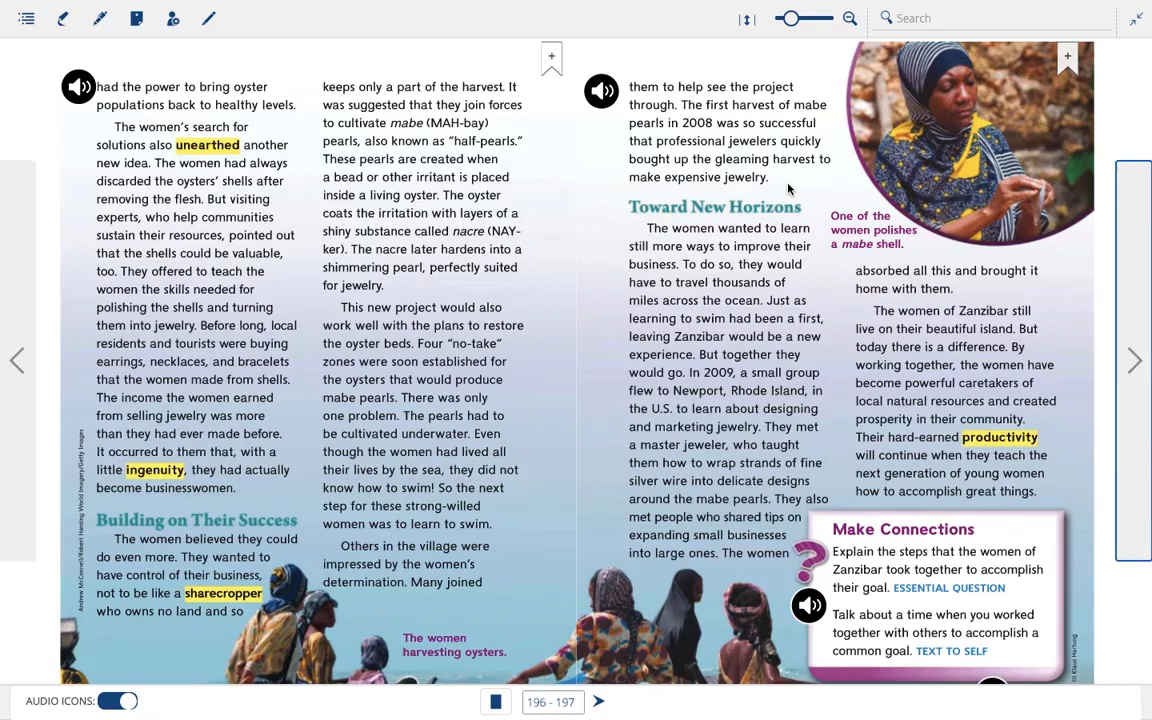 Search
had the power to bring oyster
populations back to healthy levels.
The women's search for
solutions also unearthed another
new idea. The women had always
discarded the oysters' shells after
removing the flesh. But visiting
experts, who help communities
sustain their resources, pointed out
that the shells could be valuable,
too. They offered to teach the
women the skills needed for
polishing the shells and turning
them into jewelry. Before long, local
residents and tourists were buying
earrings, necklaces, and bracelets
that the women made from shells.
The income the women earned
from selling jewelry was more
than they had ever made before.
It occurred to them that, with a
little ingenuity, they had actually
become businesswomen.
Building on Their Success
The women believed they could
do even more. They wanted to
have control of their business,
not to be like a sharecropper
who owns no land and so
Andrew McConnell/Robert Harding World Imagery/Getty Images
keeps only a part of the harvest. It
was suggested that they join forces
to cultivate mabe (MAH-bay)
pearls, also known as “half-pearls.”
These pearls are created when
a bead or other irritant is placed
inside a living oyster. The oyster
coats the irritation with layers of a
shiny substance called nacre (NAY-
ker). The nacre later hardens into a
shimmering pearl, perfectly suited
for jewelry.
This new project would also
work well with the plans to restore
the oyster beds. Four “no-take”
zones were soon established for
the oysters that would produce
mabe pearls. There was only
one problem. The pearls had to
be cultivated underwater. Even
though the women had lived all
their lives by the sea, they did not
know how to swim! So the next
step for these strong-willed
women was to learn to swim.
Others in the village were
impressed by the women's
determination. Many joined
The women
harvesting oysters.
them to help see the project
through. The first harvest of mabe
pearls in 2008 was so successful
that professional jewelers quickly
bought up the gleaming harvest to
make expensive jewelry.
Toward New Horizons
The women wanted to learn
still more ways to improve their
business. To do so, they would
have to travel thousands of
miles across the ocean. Just as
learning to swim had been a first,
leaving Zanzibar would be a new
experience. But together they
would go. In 2009, a small group
flew to Newport, Rhode Island, in
the U.S. to learn about designing
and marketing jewelry. They met
a master jeweler, who taught
them how to wrap strands of fine
silver wire into delicate designs
around the mabe pearls. They also
met people who shared tips on
expanding small businesses
into large ones. The women
One of the
women polishes
a mabe shell.
absorbed all this and brought it
home with them.
The women of Zanzibar still
live on their beautiful island. But
today there is a difference. By
working together, the women have
become powerful caretakers of
local natural resources and created
prosperity in their community.
Their hard-earned productivity
will continue when they teach the
next generation of young women
how to accomplish great things.
Make Connections
Explain the steps that the women of
Zanzibar took together to accomplish
their goal. ESSENTIAL QUESTION
Talk about a time when you worked
together with others to accomplish a
common goal. TEXT TO SELF
(c) Klaus Hartung
AUDIO ICONS:
196 - 197